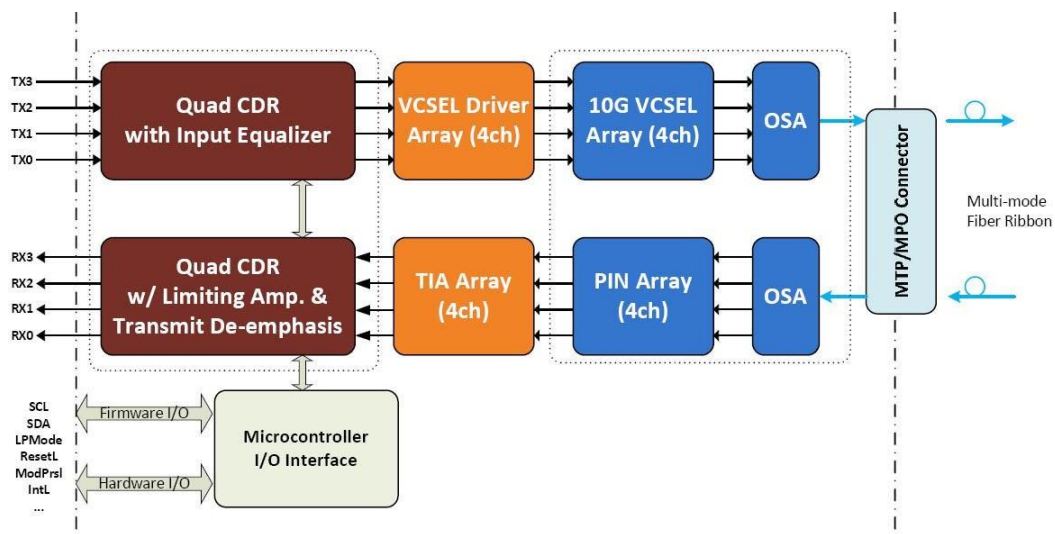 TX3
TX2
TX1
TX0
Quad CDR
with Input Equalizer
VCSEL Driver
Array (4ch)
10G VCSEL
Array (4ch)
OSA
MTP/MPO Connector
Multi-mode
Fiber Ribbon
RX3
RX2
RX1
RX0
Quad CDR
w/ Limiting Amp. &
Transmit De-emphasis
TIA Array
(4ch)
PIN Array
(4ch)
OSA
SCL
SDA
LPMode
ResetL
ModPrsl
IntL
...
Firmware I/O
Hardware I/O
Microcontroller
I/O Interface